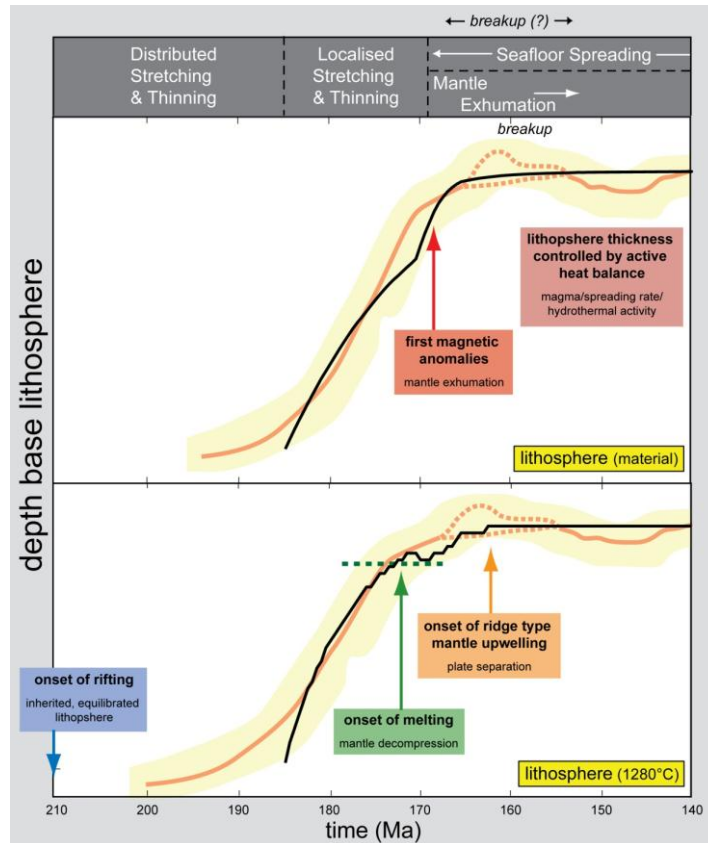 breakup (?)
Distributed
Stretching
& Thinning
Localised
Stretching
& Thinning
Seafloor Spreading
Mantle
Exhumation
breakup
depth base lithosphere
lithopshere thickness
controlled by active
heat balance
magma/spreading rate/
hydrothermal activity
first magnetic
anomalies
mantle exhumation
lithosphere (material)
onset of ridge type
mantle upwelling
plate separation
onset of rifting
inherited, equilibrated
lithopshere
onset of melting
mantle decompression
lithosphere (1280°C)
210 200 190 180 170 160 150 140
time (Ma)